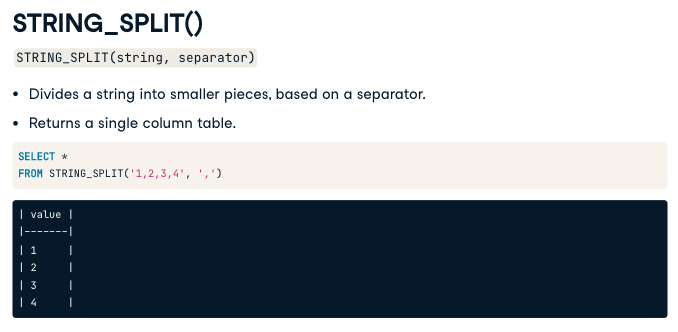 STRING_SPLIT()
STRING_SPLIT(string, separator)
• Divides a string into smaller pieces, based on a separator.
• Returns a single column table.
SELECT *
FROM STRING_SPLIT('1,2,3,4', ',')
| value |
|-------|
| 1     |
| 2     |
| 3     |
| 4     |